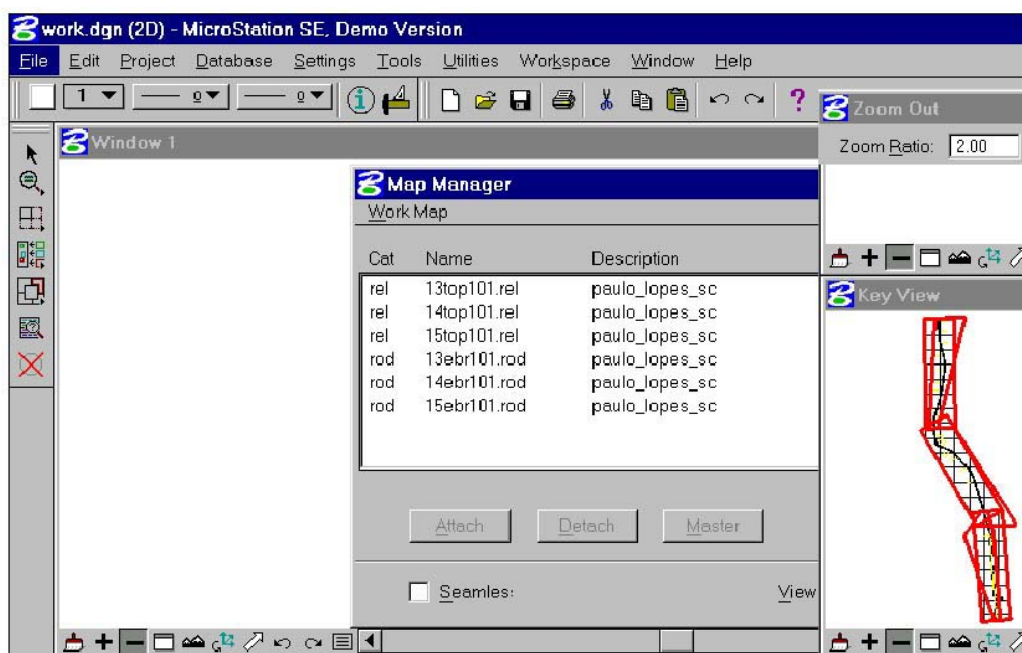 work.dgn (2D) - MicroStation SE, Demo Version
File Edit Project Database Settings Tools Utilities Workspace Window Help
1 0 0
Zoom Out
Zoom Ratio: 2.00
Window 1
Map Manager
Work Map
Cat Name Description
rel 13top101.rel paulo_lopes_sc
rel 14top101.rel paulo_lopes_sc
rel 15top101.rel paulo_lopes_sc
rod 13ebr101.rod paulo_lopes_sc
rod 14ebr101.rod paulo_lopes_sc
rod 15ebr101.rod paulo_lopes_sc
Attach Detach Master
Seamles:
View
Key View